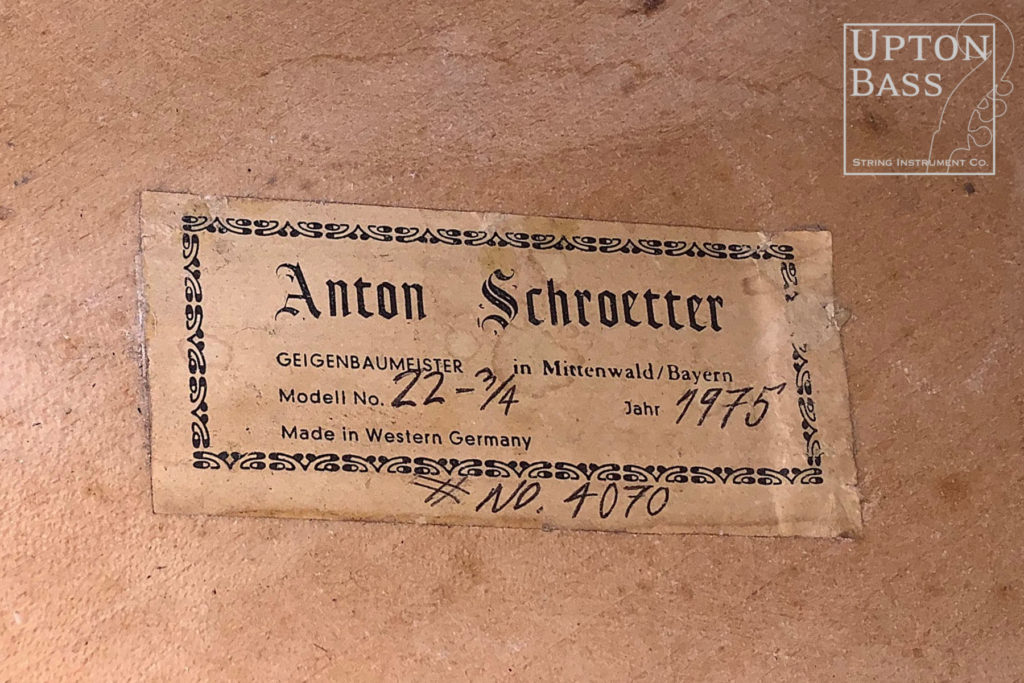 UPTON
BASS
STRING INSTRUMENT CO.
Anton Schroetter
GEIGENBAUMEISTER in Mittenwald/Bayern
Modell No. 22-3/4 Jahr 1975
Made in Western Germany
# NO. 4070